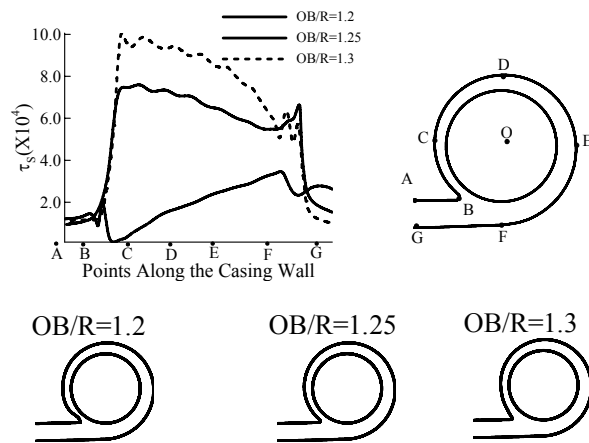 OB/R=1.2
OB/R=1.25
OB/R=1.3
τS(X10⁴)
10.0
8.0
6.0
4.0
2.0
A B C D E F G
Points Along the Casing Wall
D
C
O
E
A
B
G
F
OB/R=1.2
OB/R=1.25
OB/R=1.3